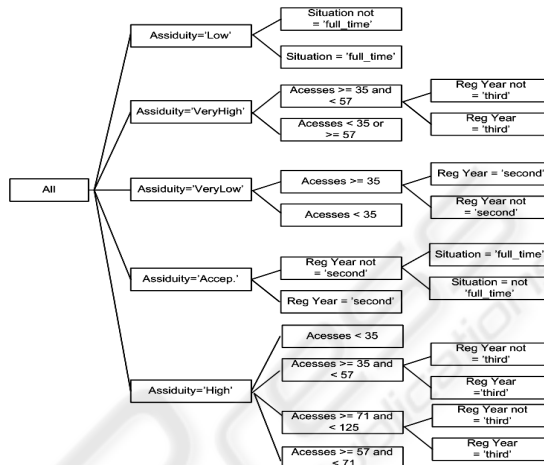 Situation not
= 'full_time'
Assiduity='Low'
Situation = 'full_time'
Acesses >= 35 and
< 57
Reg Year not
= 'third'
Assiduity='VeryHigh'
Reg Year
= 'third'
Acesses < 35 or
>= 57
All
Assiduity='VeryLow'
Acesses >= 35
Reg Year = 'second'
Reg Year not
= 'second'
Acesses < 35
Assiduity='Accep.'
Reg Year not
= 'second'
Situation = 'full_time'
Situation = not
'full_time'
Reg Year = 'second'
Assiduity='High'
Acesses < 35
Acesses >= 35 and
< 57
Reg Year not
= 'third'
Reg Year
='third'
Acesses >= 71 and
< 125
Reg Year not
= 'third'
Reg Year
= 'third'
Acesses >= 57 and
< 71